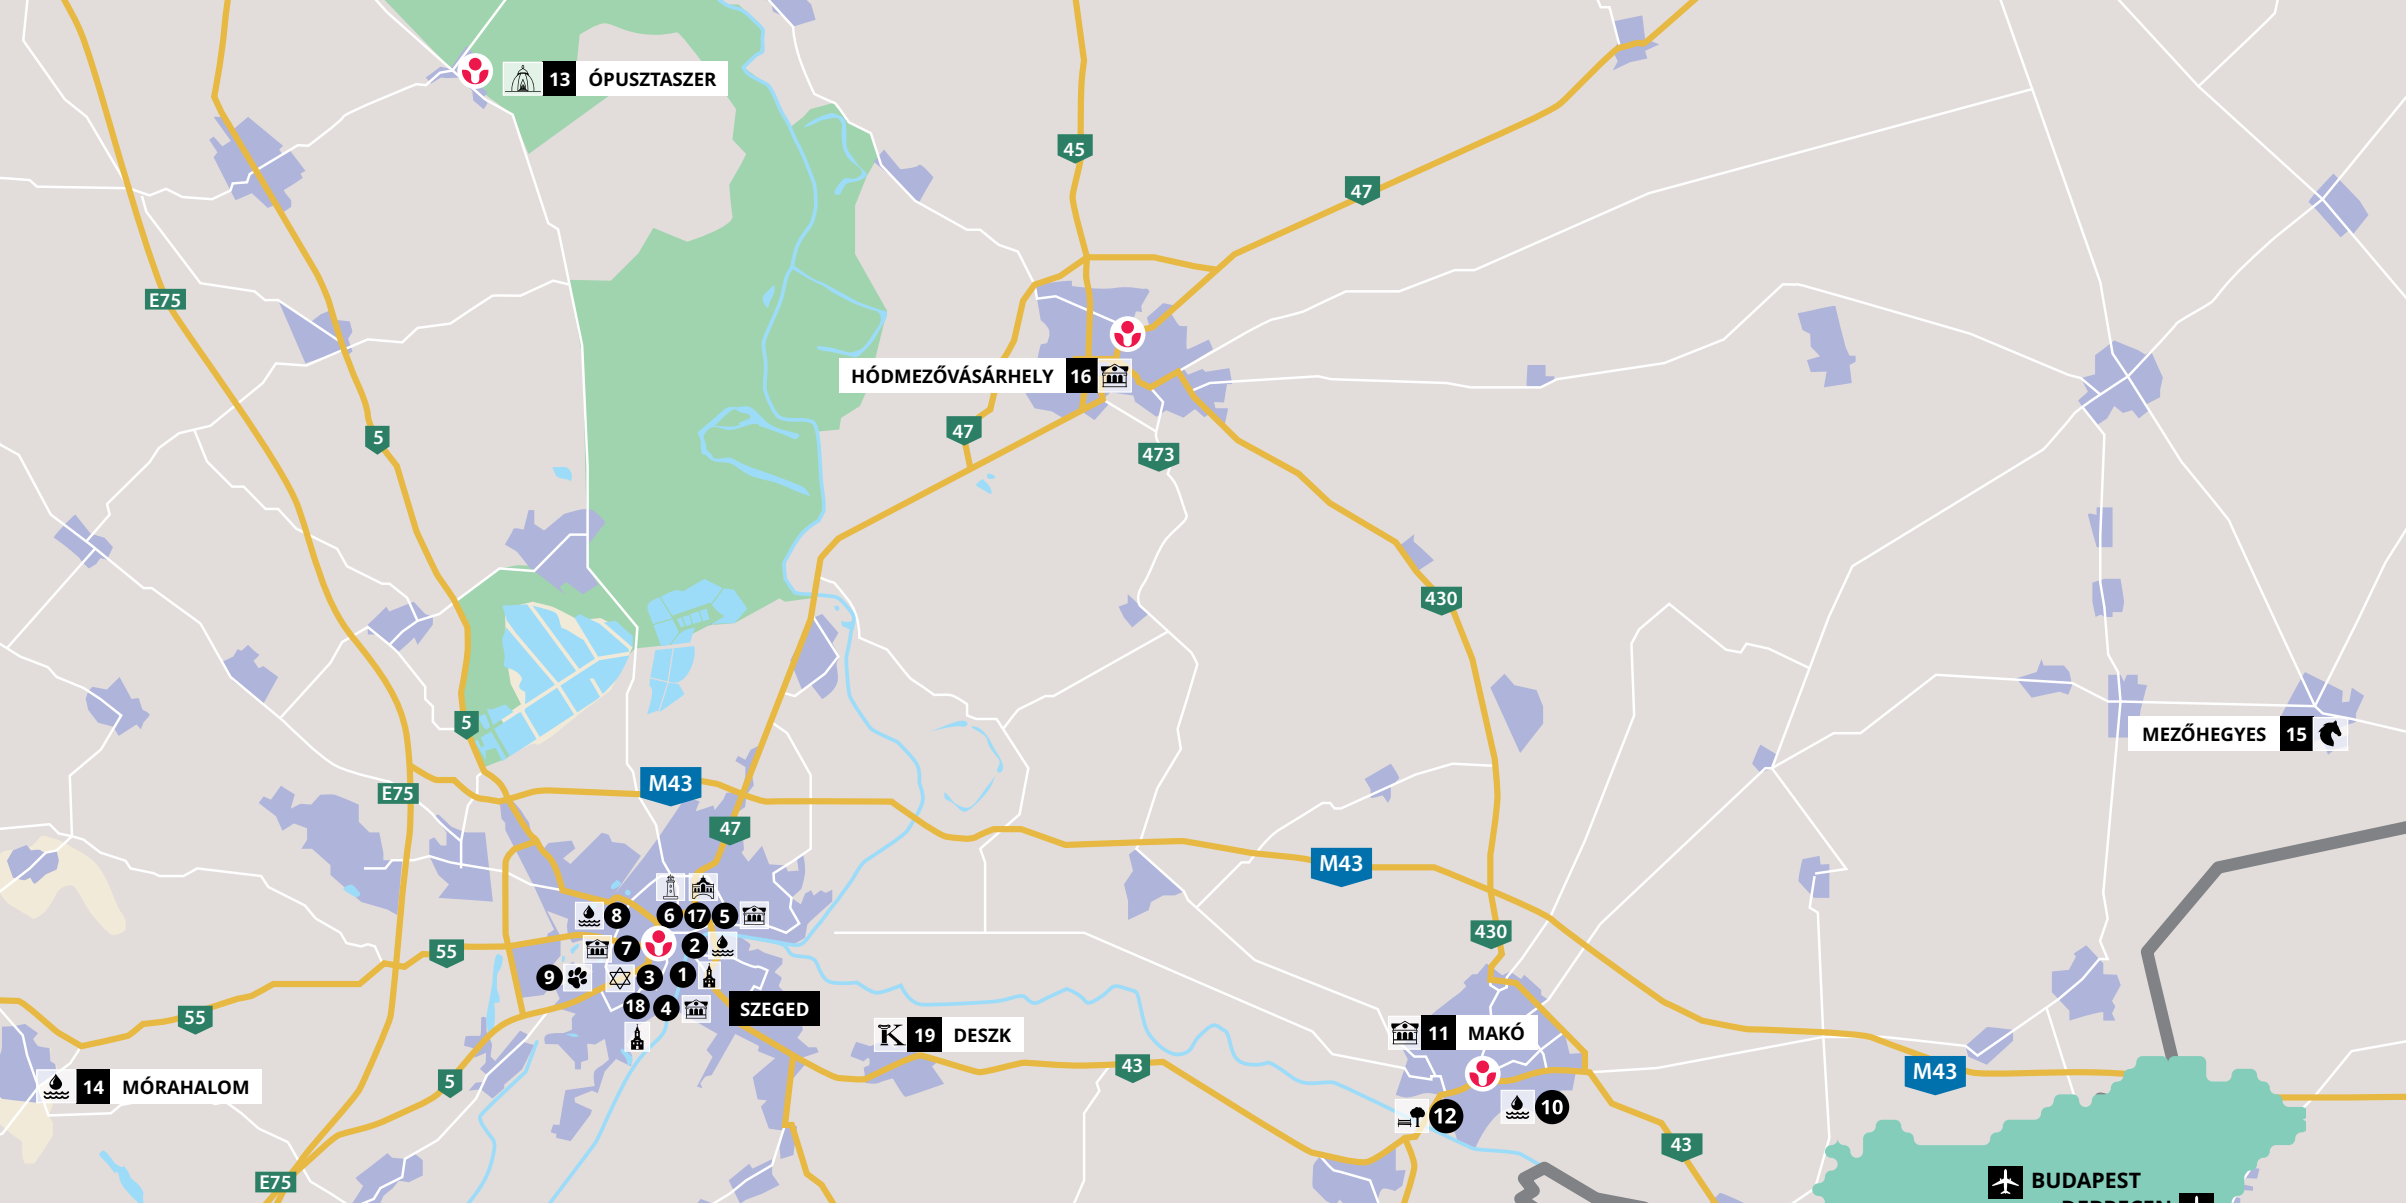 13 ÓPUSZTASZER
45
47
E75
HÓDMEZŐVÁSÁRHELY 16
47
5
473
430
5
MEZŐHEGYES 15
M43
E75
47
M43
8
6 17 5
430
55
7 2
9 3 1
18 4
SZEGED
55
19 DESZK
11 MAKÓ
43
M43
5
14 MÓRAHALOM
12 10
43
E75
BUDAPEST
DEBRECEN